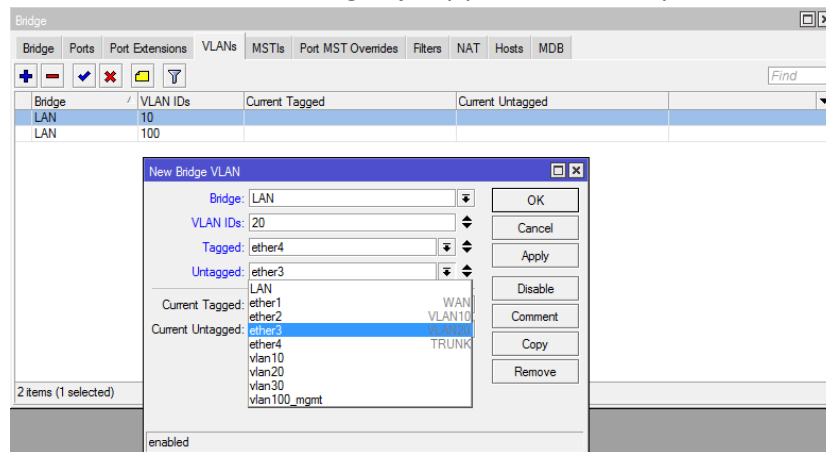 Bridge
Bridge Ports Port Extensions VLANs MSTIs Port MST Overrides Filters NAT Hosts MDB
Find
Bridge / VLAN IDs Current Tagged Current Untagged
LAN 10
LAN 100
New Bridge VLAN
Bridge: LAN OK
VLAN IDs: 20 Cancel
Tagged: ether4 Apply
Untagged: ether3
LAN Disable
Current Tagged: ether1 WAN
ether2 VLAN10 Comment
Current Untagged: ether3 VLAN20
ether4 TRUNK Copy
vlan10
vlan20 Remove
vlan30
vlan100_mgmt
2 items (1 selected)
enabled